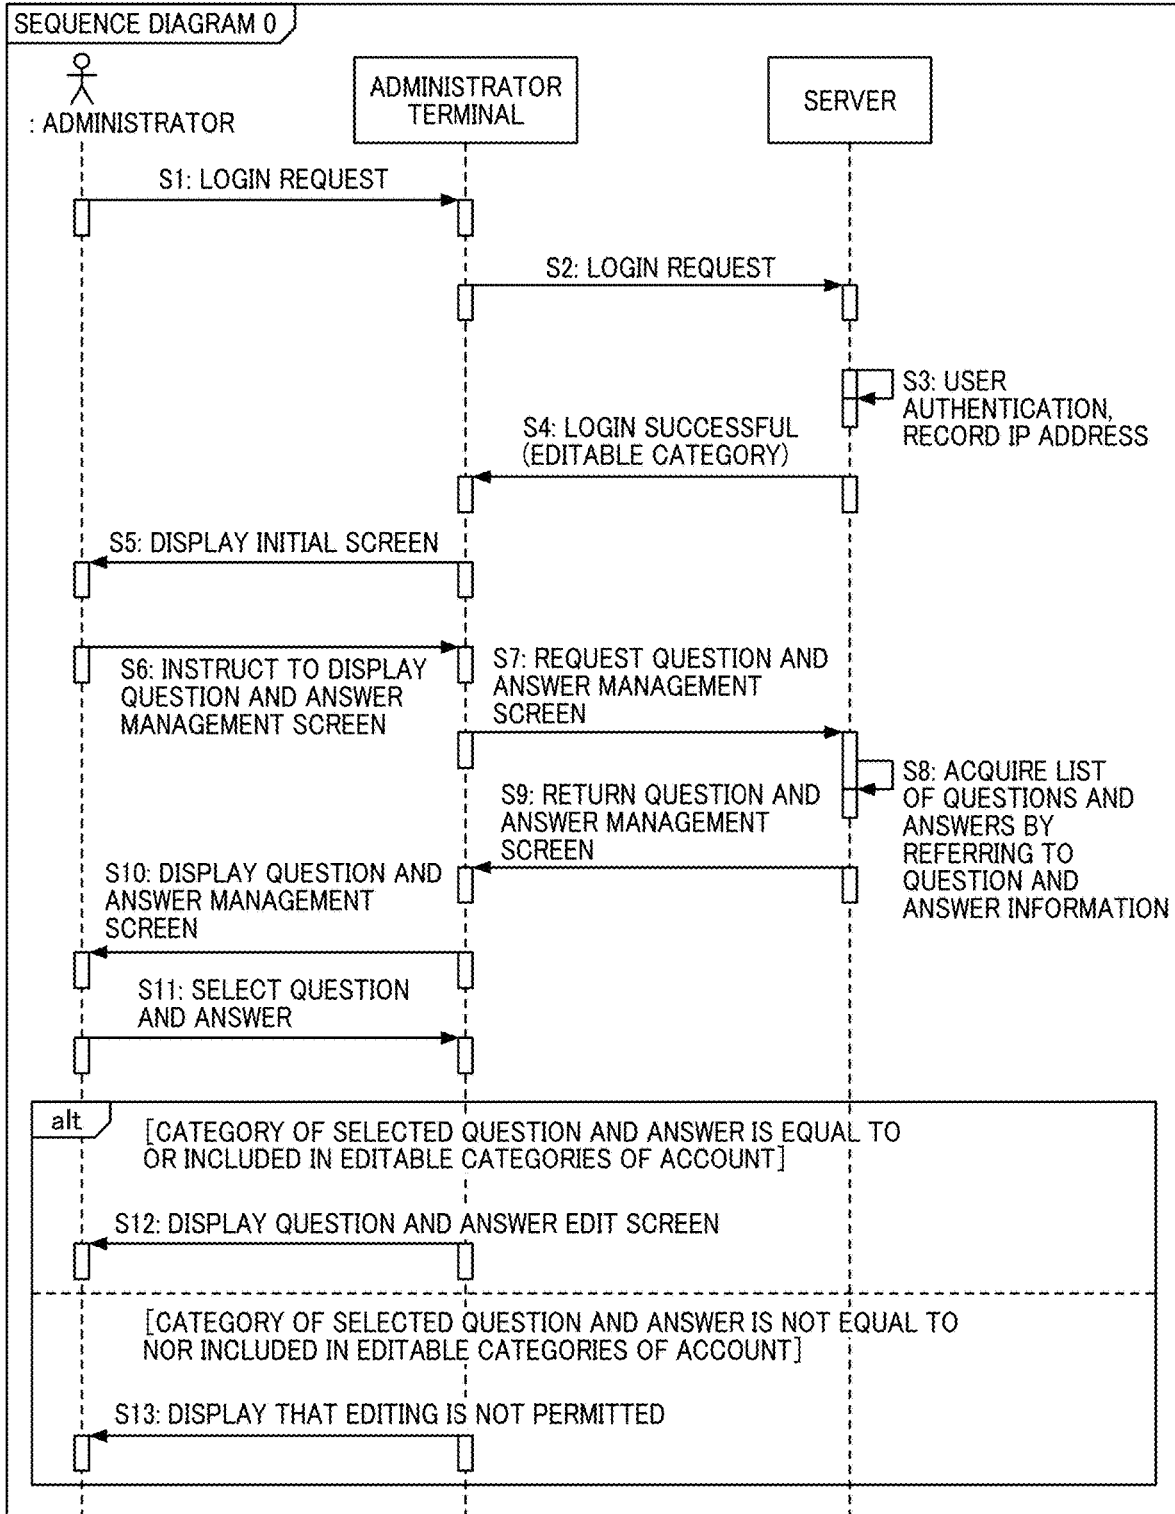 SEQUENCE DIAGRAM 0
: ADMINISTRATOR
ADMINISTRATOR
TERMINAL
SERVER
S1: LOGIN REQUEST
S2: LOGIN REQUEST
S3: USER
AUTHENTICATION,
RECORD IP ADDRESS
S4: LOGIN SUCCESSFUL
(EDITABLE CATEGORY)
S5: DISPLAY INITIAL SCREEN
S6: INSTRUCT TO DISPLAY
QUESTION AND ANSWER
MANAGEMENT SCREEN
S7: REQUEST QUESTION AND
ANSWER MANAGEMENT
SCREEN
S8: ACQUIRE LIST
OF QUESTIONS AND
ANSWERS BY
REFERRING TO
QUESTION AND
ANSWER INFORMATION
S9: RETURN QUESTION AND
ANSWER MANAGEMENT
SCREEN
S10: DISPLAY QUESTION AND
ANSWER MANAGEMENT
SCREEN
S11: SELECT QUESTION
AND ANSWER
alt
[CATEGORY OF SELECTED QUESTION AND ANSWER IS EQUAL TO
OR INCLUDED IN EDITABLE CATEGORIES OF ACCOUNT]
S12: DISPLAY QUESTION AND ANSWER EDIT SCREEN
[CATEGORY OF SELECTED QUESTION AND ANSWER IS NOT EQUAL TO
NOR INCLUDED IN EDITABLE CATEGORIES OF ACCOUNT]
S13: DISPLAY THAT EDITING IS NOT PERMITTED